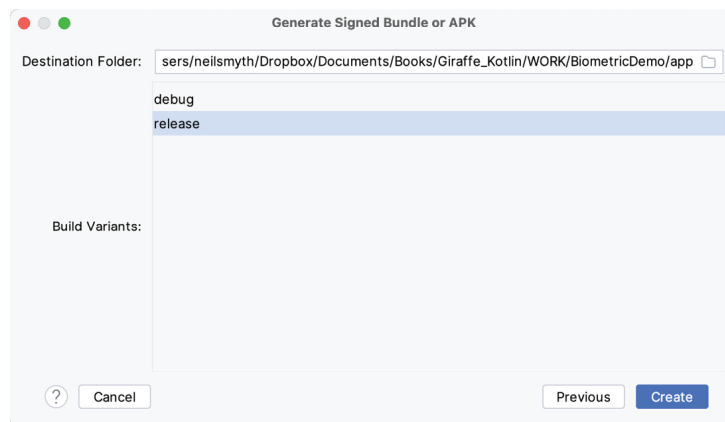 Generate Signed Bundle or APK
Destination Folder: sers/neilsmyth/Dropbox/Documents/Books/Giraffe_Kotlin/WORK/BiometricDemo/app
debug
release
Build Variants:
? Cancel Previous Create